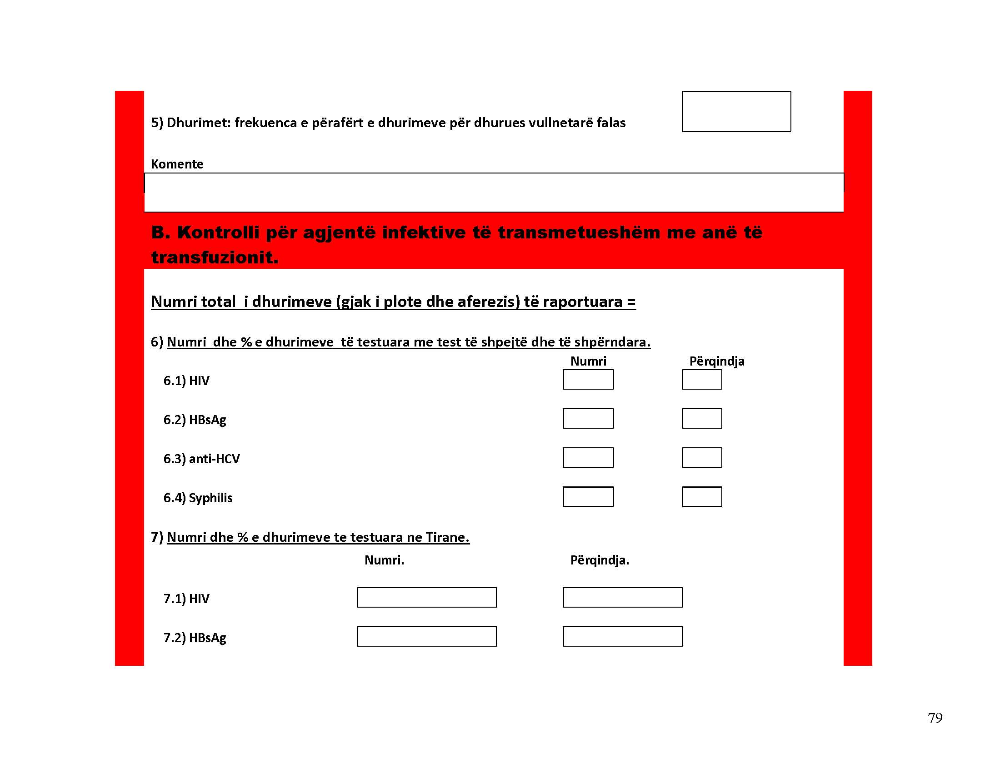 5) Dhurimet: frekuenca e përafërt e dhurimeve për dhurues vullnetarë falas
Komente
B. Kontrolli për agjentë infektive të transmetueshëm me anë të
transfuzionit.
Numri total  i dhurimeve (gjak i plote dhe aferezis) të raportuara =
6) Numri  dhe % e dhurimeve  të testuara me test të shpejtë dhe të shpërndara.
Numri Përqindja
6.1) HIV
6.2) HBsAg
6.3) anti-HCV
6.4) Syphilis
7) Numri dhe % e dhurimeve te testuara ne Tirane.
Numri. Përqindja.
7.1) HIV
7.2) HBsAg
79